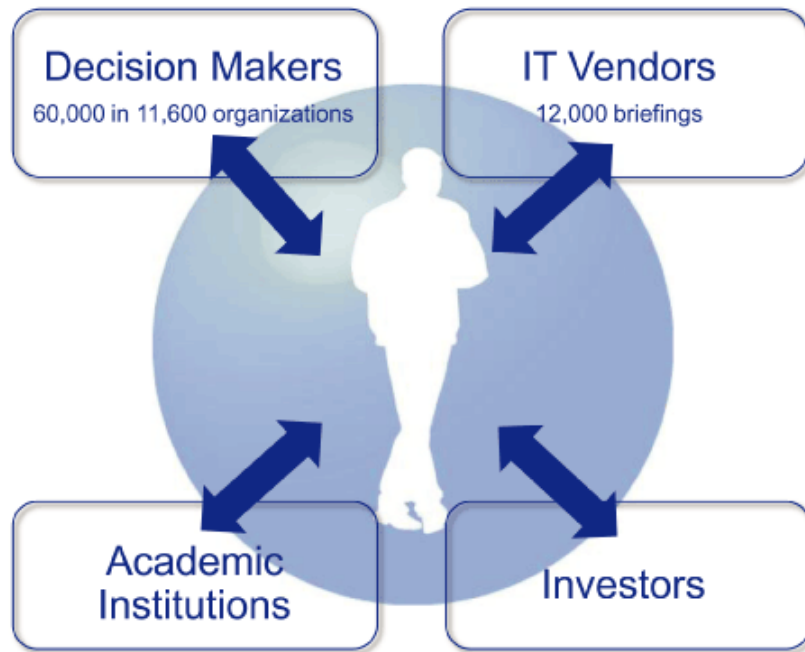 Decision Makers
60,000 in 11,600 organizations
IT Vendors
12,000 briefings
Academic
Institutions
Investors